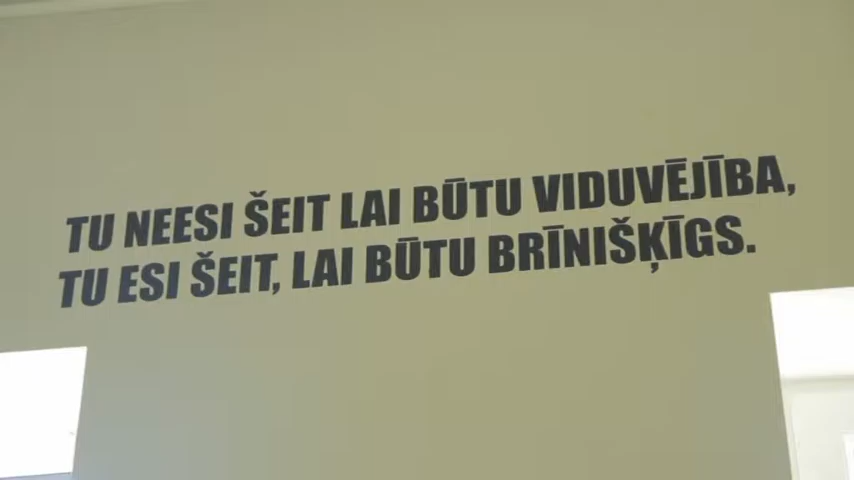 TU NEESI ŠEIT LAI BŪTU VIDUVĒJĪBA,
TU ESI ŠEIT, LAI BŪTU BRĪNIŠĶĪGS.